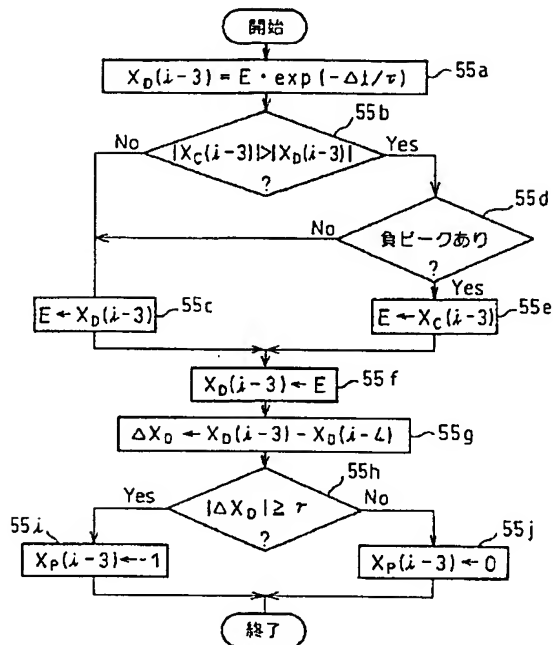 開始
X_D(i-3) = E・exp(-Δt/τ)
55a
55b
|X_C(i-3)|>|X_D(i-3)|
?
No
Yes
55d
負ピークあり
?
No
Yes
E ← X_D(i-3)
55c
E ← X_C(i-3)
55e
X_D(i-3) ← E
55f
ΔX_D ← X_D(i-3) - X_D(i-4)
55g
55h
|ΔX_D| ≧ r
?
Yes
No
55i
X_P(i-3) ← -1
55j
X_P(i-3) ← 0
終了